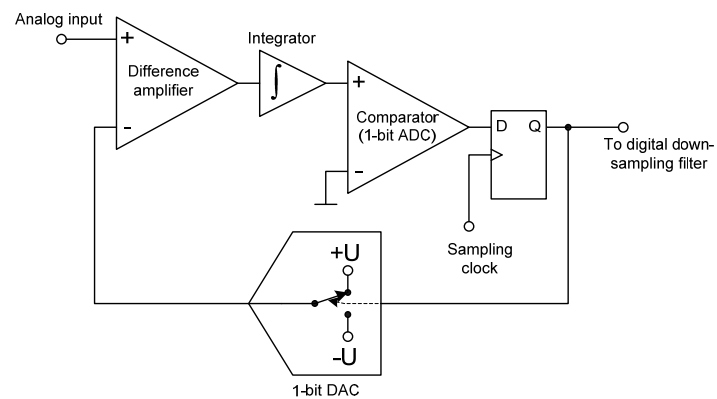 Analog input
+
Difference
amplifier
-
Integrator
∫
+
Comparator
(1-bit ADC)
-
D Q
To digital down-
sampling filter
Sampling
clock
+U
-U
1-bit DAC